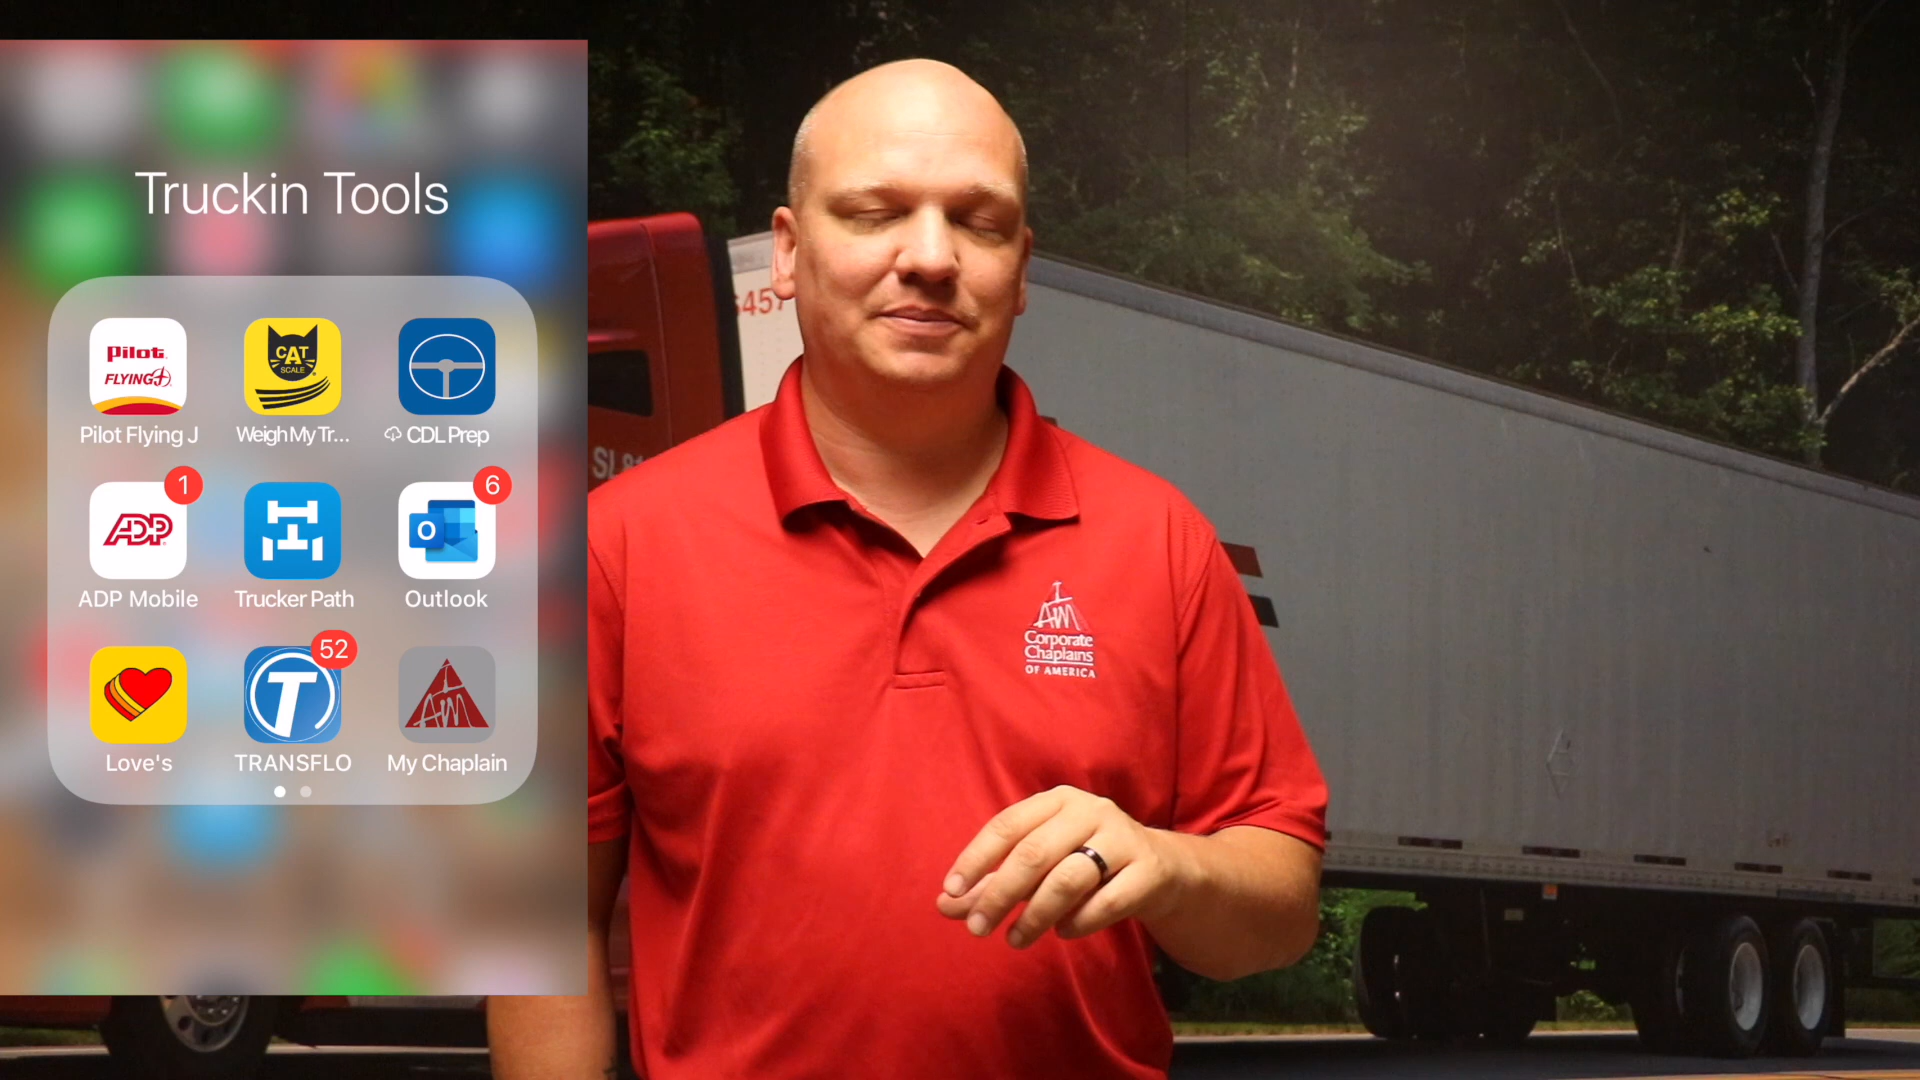 Truckin Tools
Pilot
FLYING J
CAT
SCALE
Pilot Flying J
Weigh My Tr...
CDL Prep
1
6
ADP
O
ADP Mobile
Trucker Path
Outlook
52
T
Love's
TRANSFLO
My Chaplain
457
Corporate
Chaplains
OF AMERICA